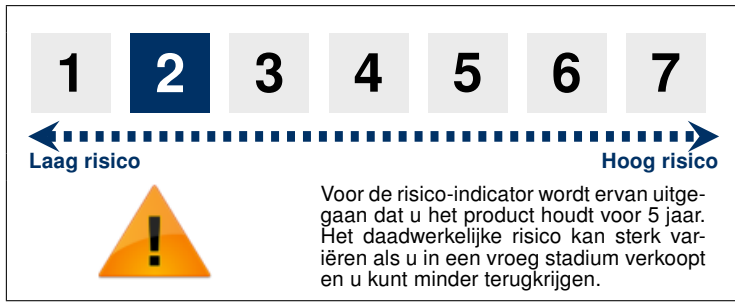 1 2 3 4 5 6 7
Laag risico Hoog risico
Voor de risico-indicator wordt ervan uitge-
gaan dat u het product houdt voor 5 jaar.
Het daadwerkelijke risico kan sterk var-
iëren als u in een vroeg stadium verkoopt
en u kunt minder terugkrijgen.